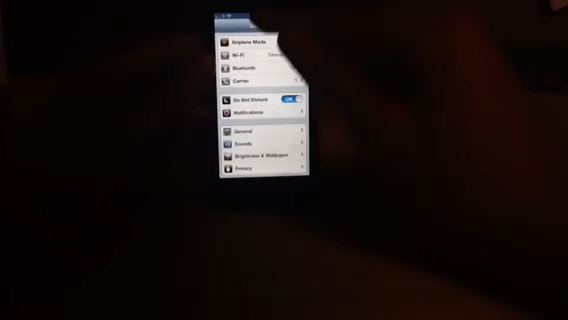 Airplane Mode
Wi-Fi
Bluetooth
Carrier
Do Not Disturb ON
Notifications
General
Sounds
Brightness & Wallpaper
Privacy